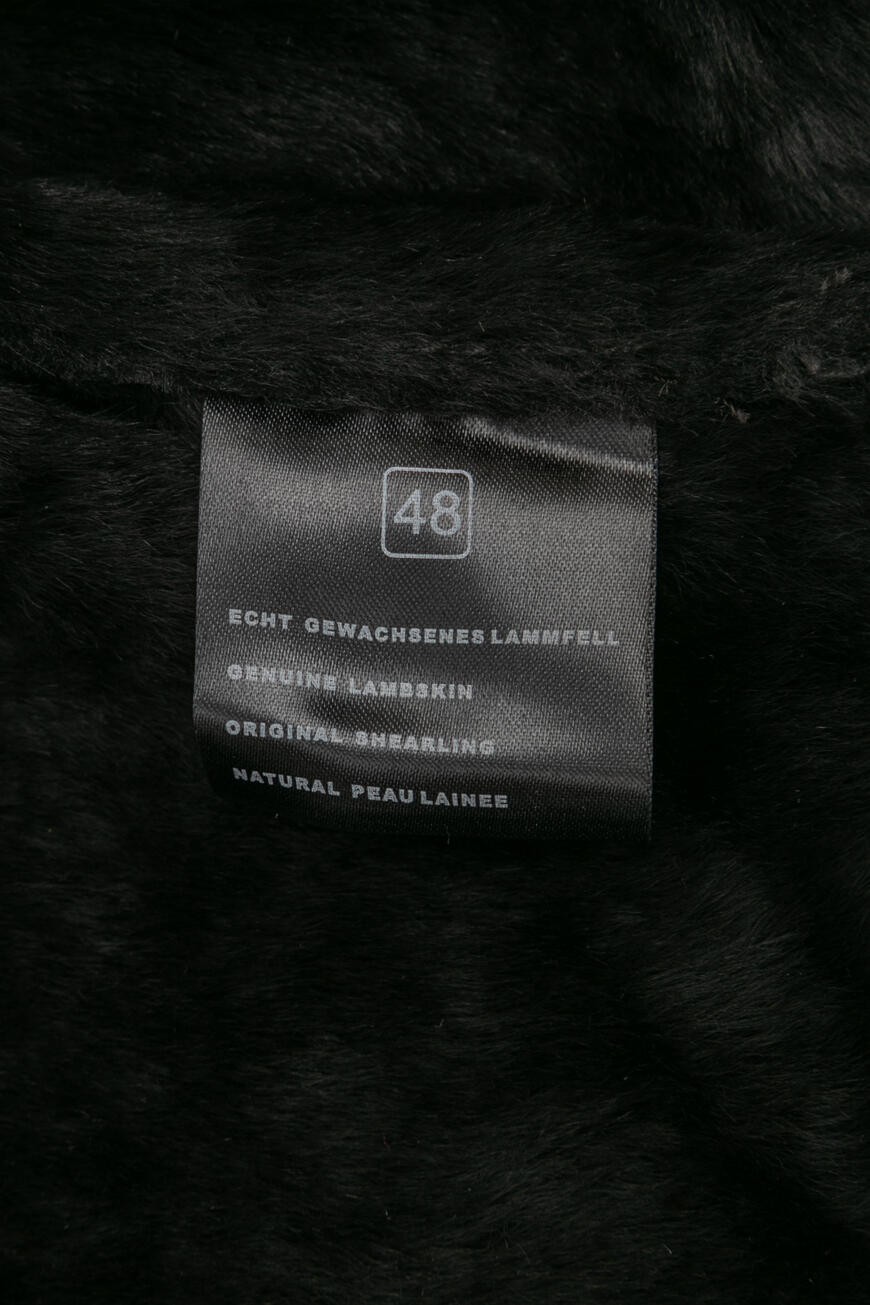 48
ECHT GEWACHSENES LAMMFELL
GENUINE LAMBSKIN
ORIGINAL SHEARLING
NATURAL PEAU LAINEE